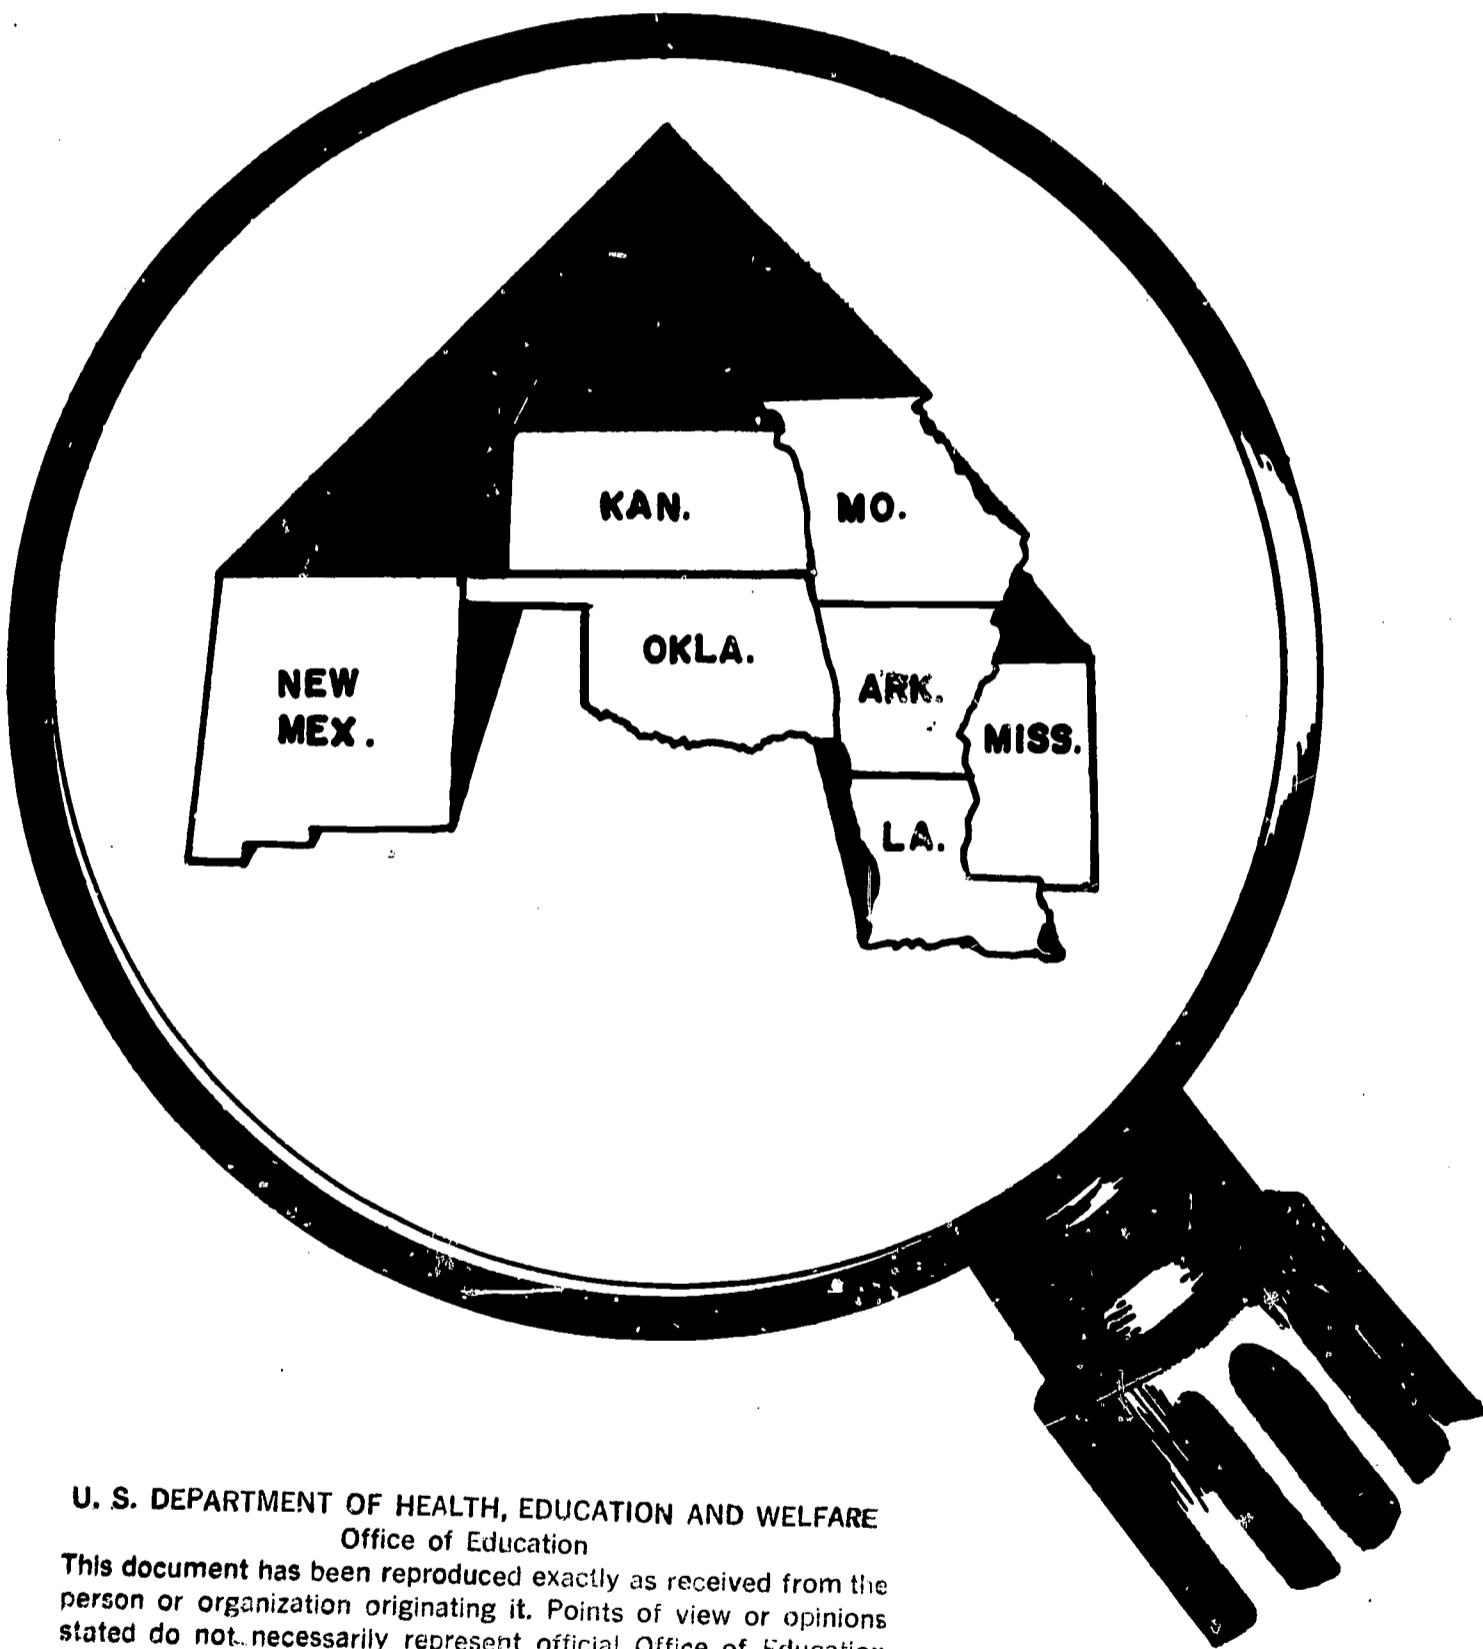 KAN.
MO.
OKLA.
NEW
MEX.
ARK.
MISS.
LA.
U. S. DEPARTMENT OF HEALTH, EDUCATION AND WELFARE
Office of Education
This document has been reproduced exactly as received from the
person or organization originating it. Points of view or opinions
stated do not necessarily represent official Office of Education